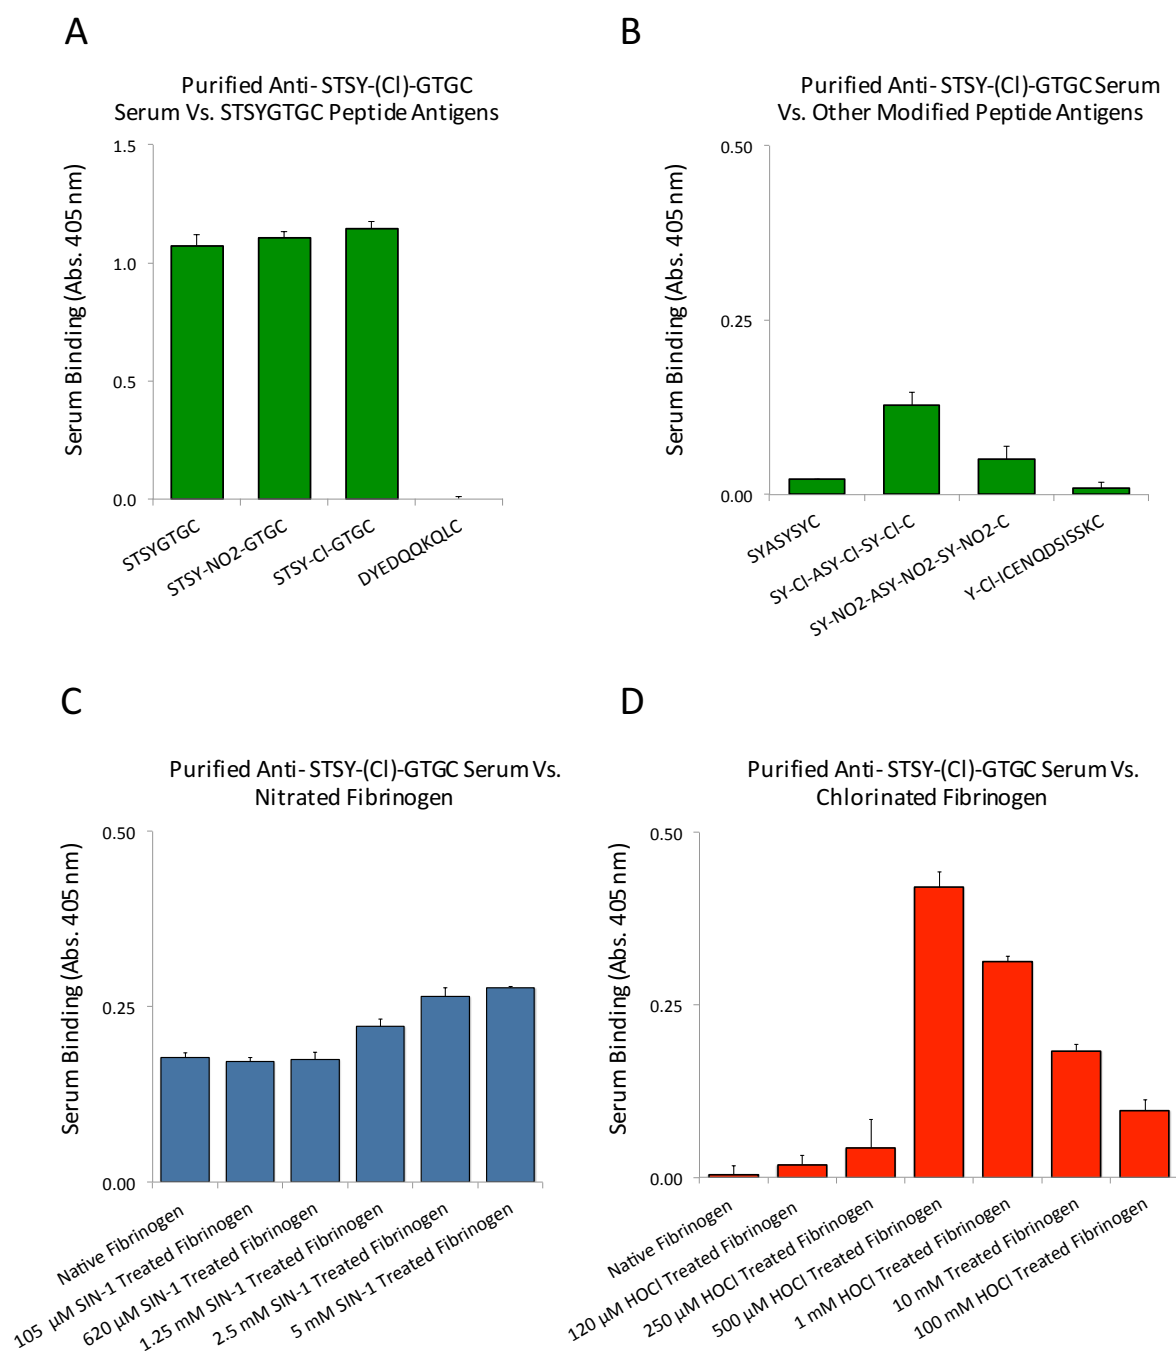 A
Purified Anti- STSY-(Cl)-GTGC
Serum Vs. STSYGTGC Peptide Antigens
Serum Binding (Abs. 405 nm)
1.5
1.0
0.5
0.0
STSYGTGC
STSY-NO2-GTGC
STSY-Cl-GTGC
DYEDQQKQLC
B
Purified Anti- STSY-(Cl)-GTGC Serum
Vs. Other Modified Peptide Antigens
Serum Binding (Abs. 405 nm)
0.50
0.25
0.00
SYASYSYC
SY-Cl-ASY-Cl-SY-Cl-C
SY-NO2-ASY-NO2-SY-NO2-C
Y-Cl-ICENQDSISSKC
C
Purified Anti- STSY-(Cl)-GTGC Serum Vs.
Nitrated Fibrinogen
Serum Binding (Abs. 405 nm)
0.50
0.25
0.00
Native Fibrinogen
105 µM SIN-1 Treated Fibrinogen
620 µM SIN-1 Treated Fibrinogen
1.25 mM SIN-1 Treated Fibrinogen
2.5 mM SIN-1 Treated Fibrinogen
5 mM SIN-1 Treated Fibrinogen
D
Purified Anti- STSY-(Cl)-GTGC Serum Vs.
Chlorinated Fibrinogen
Serum Binding (Abs. 405 nm)
0.50
0.25
0.00
Native Fibrinogen
120 µM HOCl Treated Fibrinogen
250 µM HOCl Treated Fibrinogen
500 µM HOCl Treated Fibrinogen
1 mM HOCl Treated Fibrinogen
10 mM Treated Fibrinogen
100 mM HOCl Treated Fibrinogen